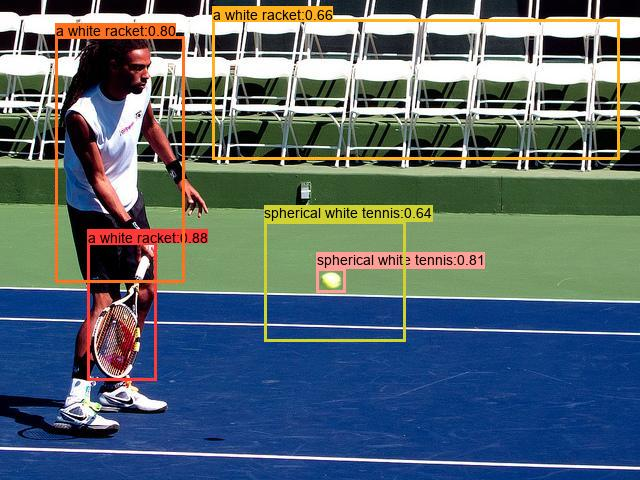 a white racket:0.66
a white racket:0.80
spherical white tennis:0.64
a white racket:0.88
spherical white tennis:0.81